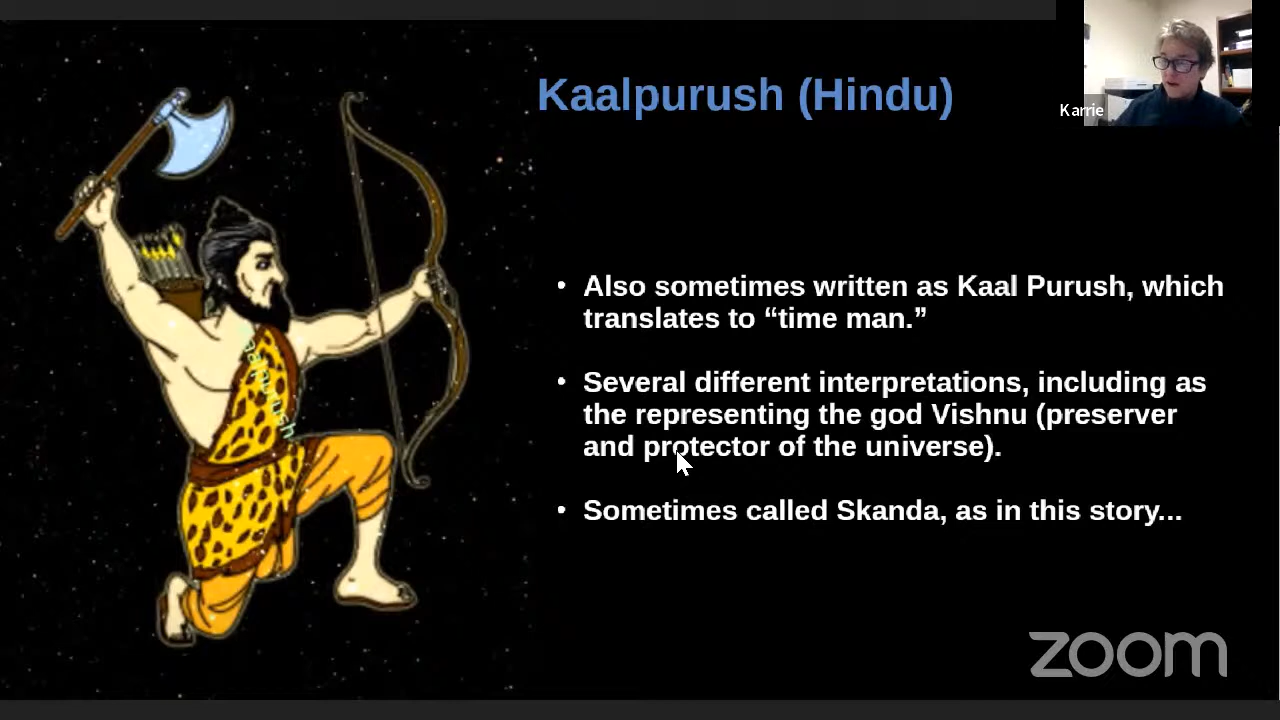 Kaalpurush (Hindu)
Karrie
• Also sometimes written as Kaal Purush, which
translates to “time man.”
• Several different interpretations, including as
the representing the god Vishnu (preserver
and protector of the universe).
• Sometimes called Skanda, as in this story...
Kaalpurush
zoom